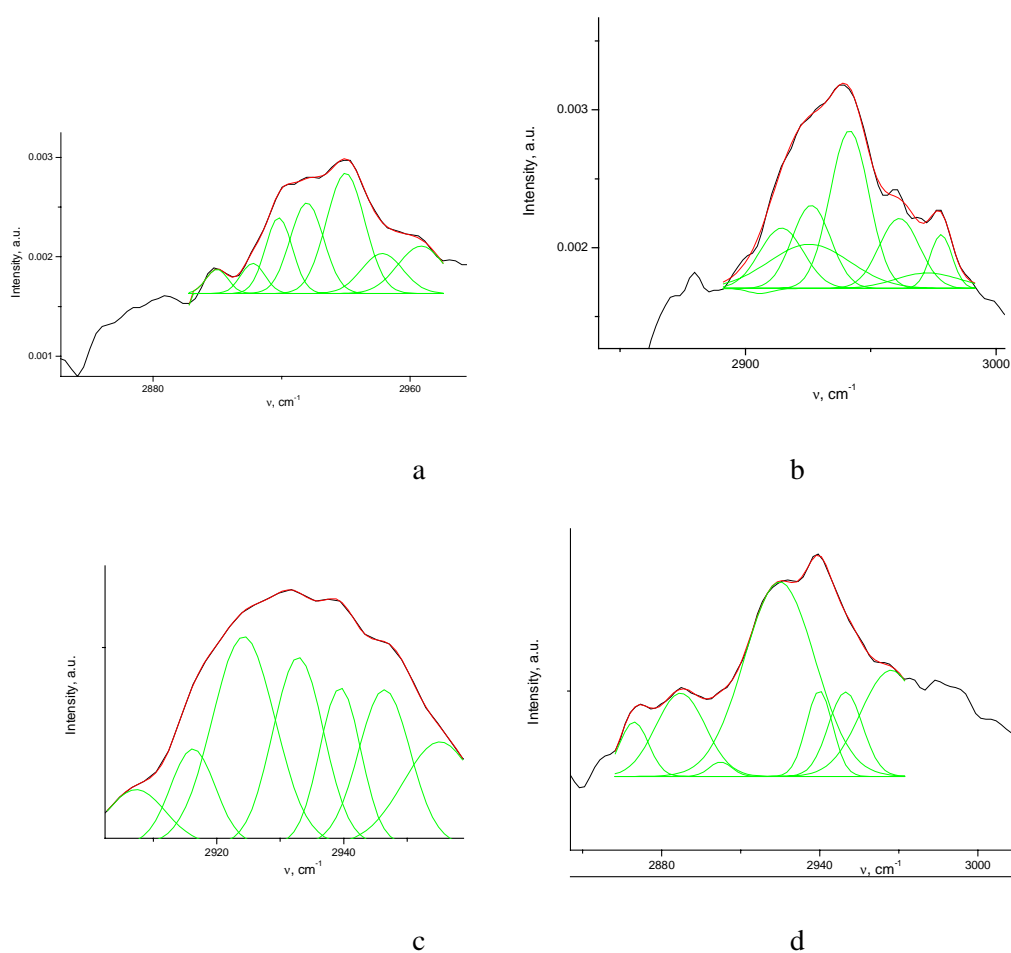 0.003
0.002
0.001
Intensity, a.u.
2880
2960
ν, cm-1
a
0.003
0.002
Intensity, a.u.
2900
3000
ν, cm-1
b
Intensity, a.u.
2920
2940
ν, cm-1
c
Intensity, a.u.
2880
2940
ν, cm-1
3000
d